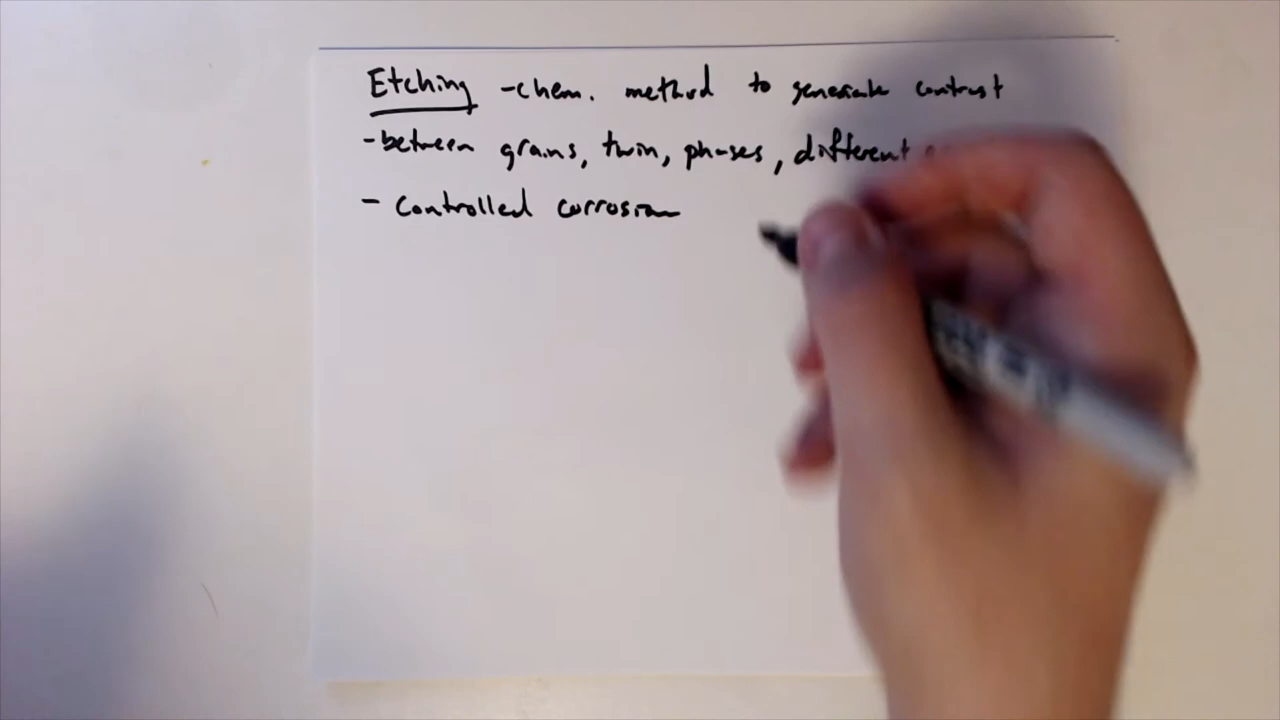 Etching -chem. method to generate contrast
-between grains, twin, phases, different
- controlled corrosion